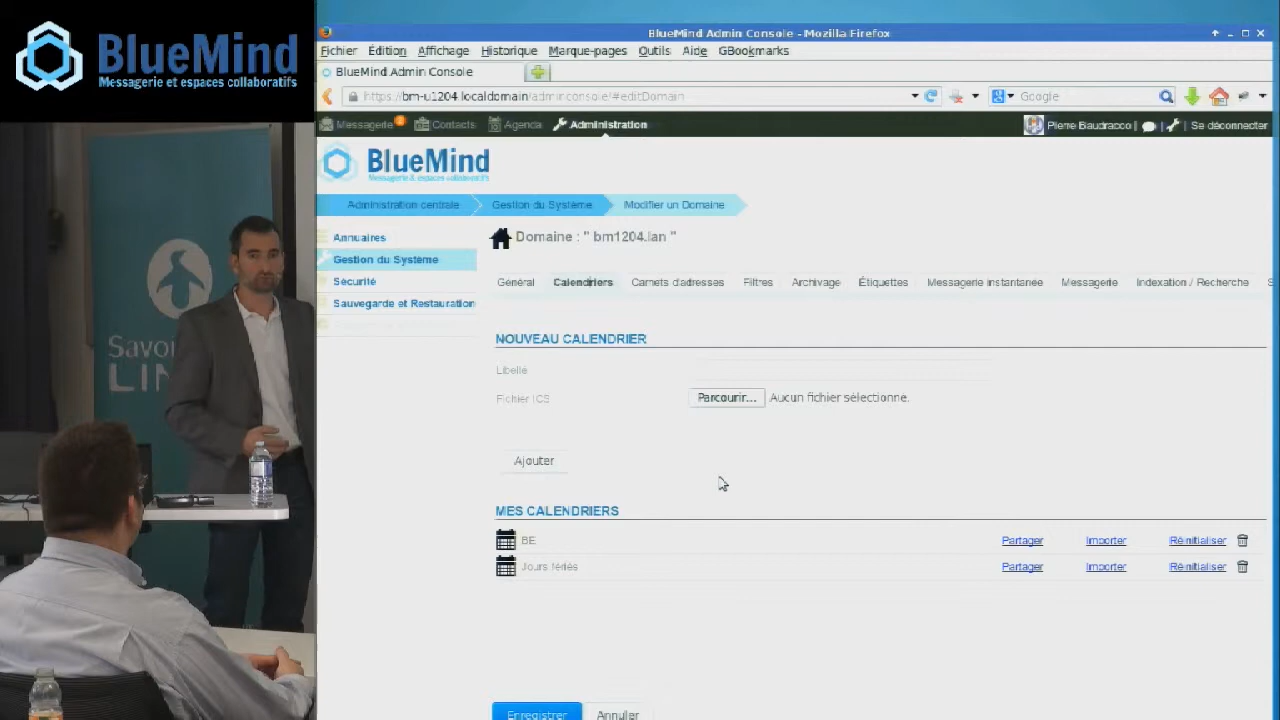 BlueMind
Messagerie et espaces collaboratifs
Savo
LIN
BlueMind Admin Console - Mozilla Firefox
Fichier Édition Affichage Historique Marque-pages Outils Aide GBookmarks
BlueMind Admin Console
https://bm-u1204.localdomain/adminconsole/#editDomain
Google
Messagerie Contacts Agenda Administration
Pierre Baudracco Se déconnecter
BlueMind
Messagerie & espaces collaboratifs
Administration centrale Gestion du Système Modifier un Domaine
Annuaires
Gestion du Système
Sécurité
Sauvegarde et Restauration
Domaine : " bm1204.lan "
Général Calendriers Carnets d'adresses Filtres Archivage Étiquettes Messagerie instantanée Messagerie Indexation / Recherche S
NOUVEAU CALENDRIER
Libellé
Fichier ICS Parcourir... Aucun fichier sélectionné.
Ajouter
MES CALENDRIERS
BE Partager Importer Réinitialiser
Jours fériés Partager Importer Réinitialiser
Enregistrer Annuler